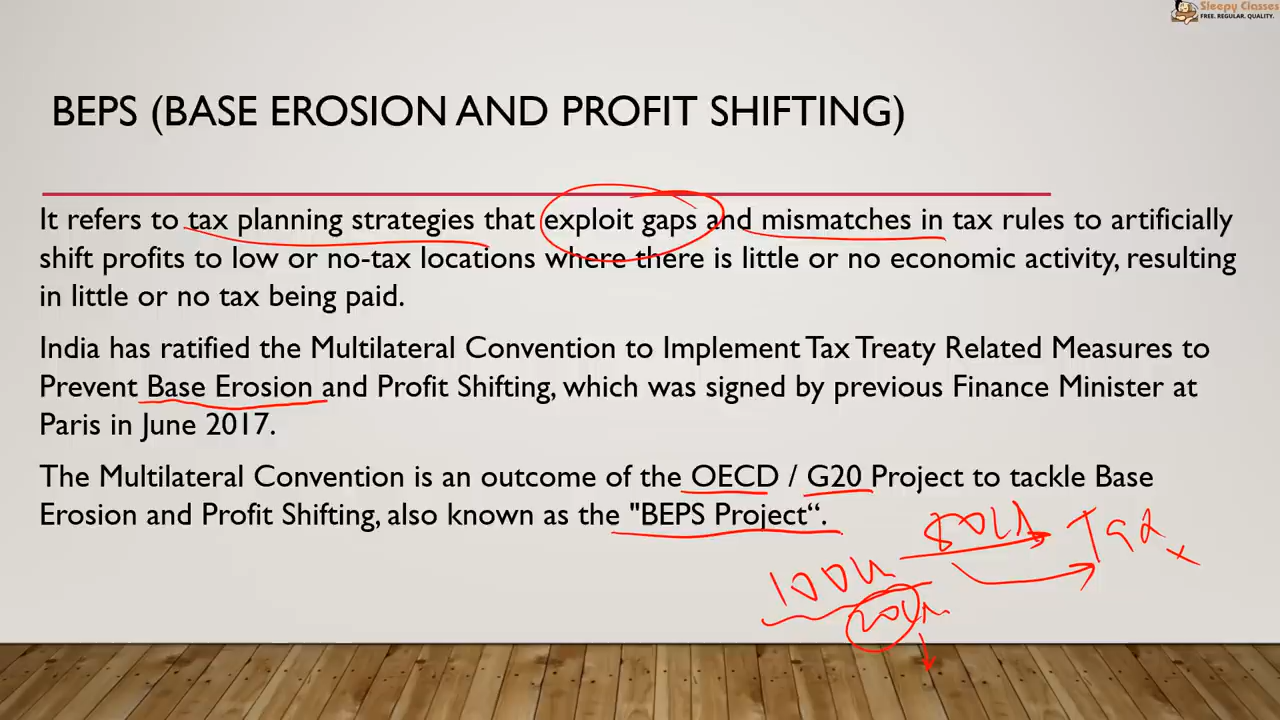 Sleepy Classes
FREE. REGULAR. QUALITY.
BEPS (BASE EROSION AND PROFIT SHIFTING)
It refers to tax planning strategies that exploit gaps and mismatches in tax rules to artificially
shift profits to low or no-tax locations where there is little or no economic activity, resulting
in little or no tax being paid.
India has ratified the Multilateral Convention to Implement Tax Treaty Related Measures to
Prevent Base Erosion and Profit Shifting, which was signed by previous Finance Minister at
Paris in June 2017.
The Multilateral Convention is an outcome of the OECD / G20 Project to tackle Base
Erosion and Profit Shifting, also known as the "BEPS Project“.